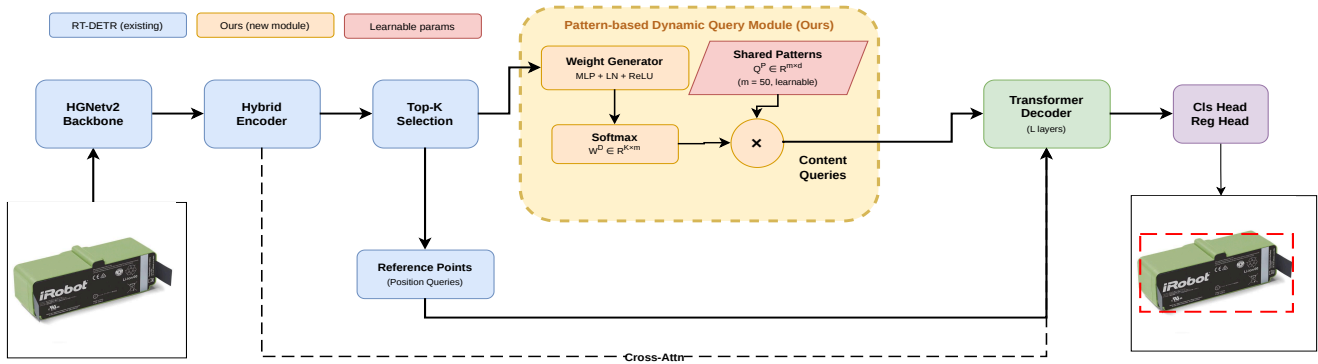 RT-DETR (existing)
Ours (new module)
Learnable params
Pattern-based Dynamic Query Module (Ours)
Weight Generator
MLP + LN + ReLU
Shared Patterns
Q^P ∈ R^{m×d}
(m = 50, learnable)
HGNetv2
Backbone
Hybrid
Encoder
Top-K
Selection
Softmax
W^D ∈ R^{K×m}
×
Content
Queries
Transformer
Decoder
(L layers)
Cls Head
Reg Head
Reference Points
(Position Queries)
Cross-Attn
iRobot
iRobot